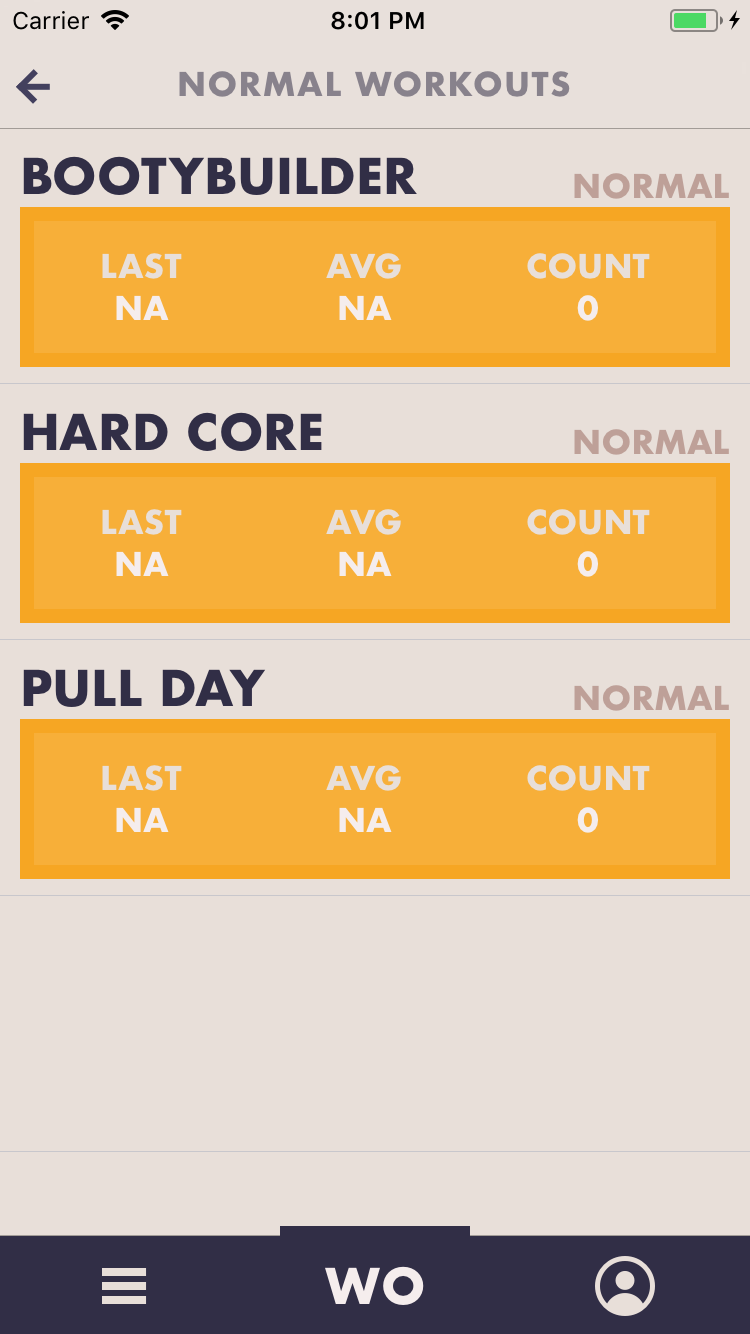 Carrier 8:01 PM
NORMAL WORKOUTS
BOOTYBUILDER NORMAL
LAST AVG COUNT
NA NA 0
HARD CORE NORMAL
LAST AVG COUNT
NA NA 0
PULL DAY NORMAL
LAST AVG COUNT
NA NA 0
WO